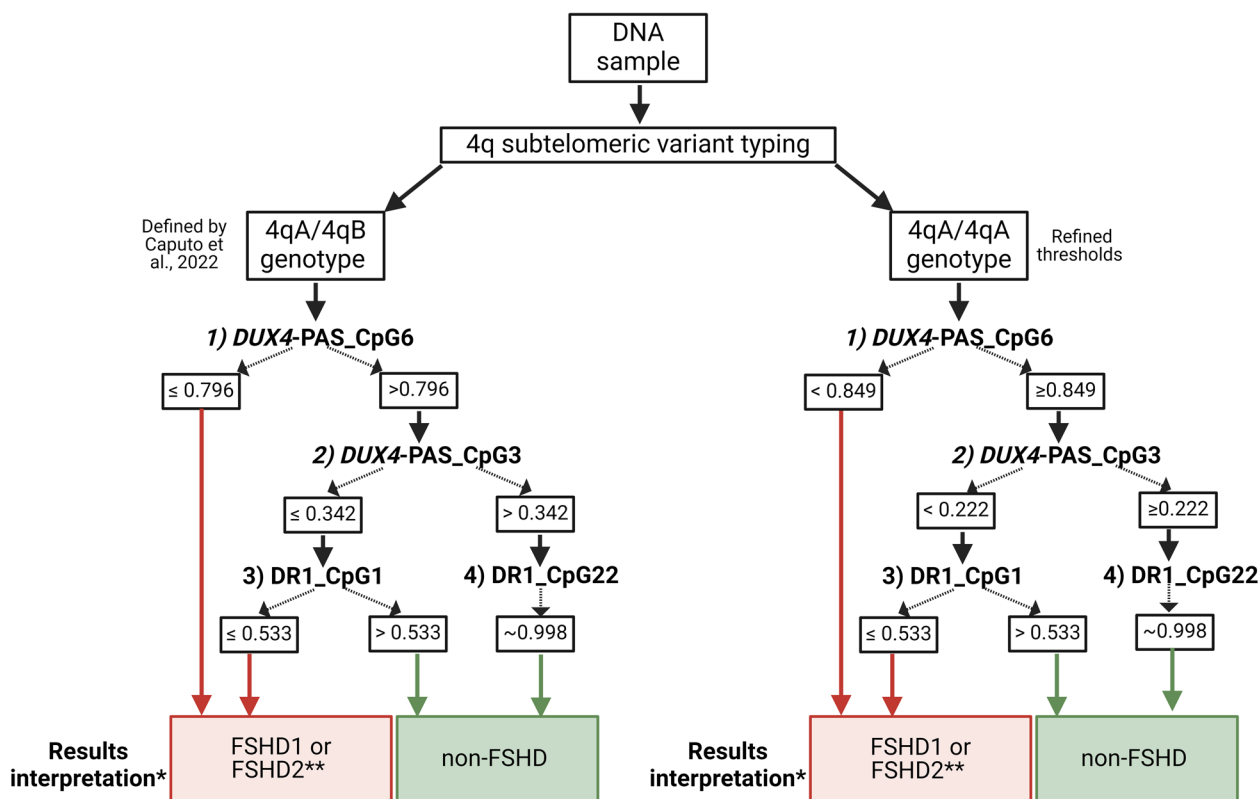 DNA
sample
4q subtelomeric variant typing
Defined by
Caputo et
al., 2022
4qA/4qB
genotype
4qA/4qA
genotype
Refined
thresholds
1) DUX4-PAS_CpG6
1) DUX4-PAS_CpG6
≤ 0.796
>0.796
< 0.849
≥0.849
2) DUX4-PAS_CpG3
2) DUX4-PAS_CpG3
≤ 0.342
> 0.342
< 0.222
≥0.222
3) DR1_CpG1
4) DR1_CpG22
3) DR1_CpG1
4) DR1_CpG22
≤ 0.533
> 0.533
~0.998
≤ 0.533
> 0.533
~0.998
Results
interpretation*
FSHD1 or
FSHD2**
non-FSHD
Results
interpretation*
FSHD1 or
FSHD2**
non-FSHD